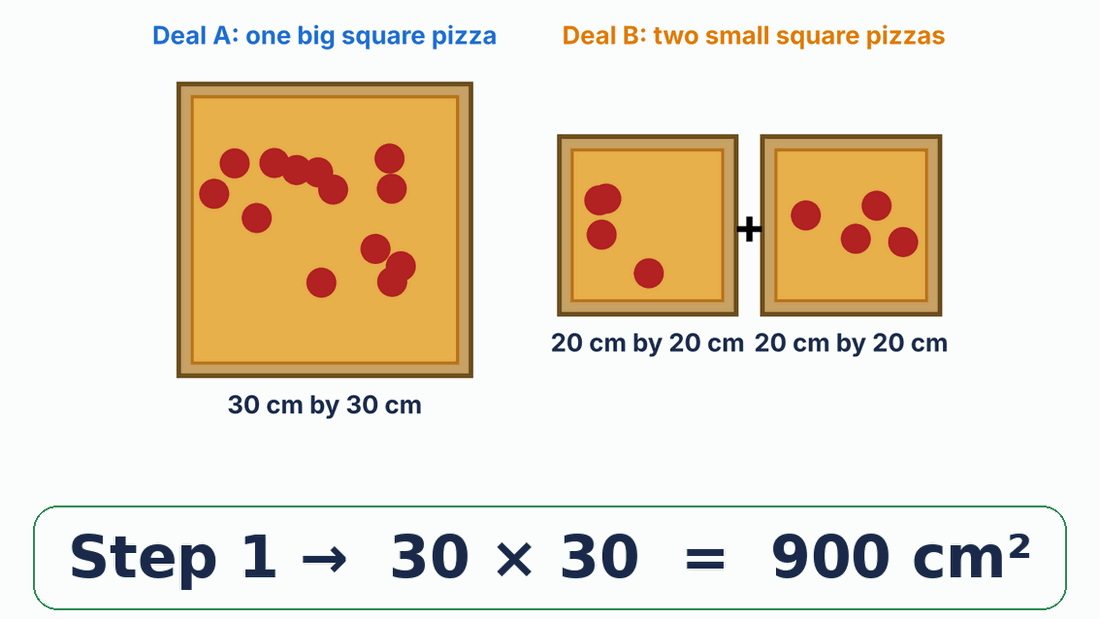 Deal A: one big square pizza
Deal B: two small square pizzas
+
20 cm by 20 cm
20 cm by 20 cm
30 cm by 30 cm
Step 1 → 30 × 30 = 900 cm²